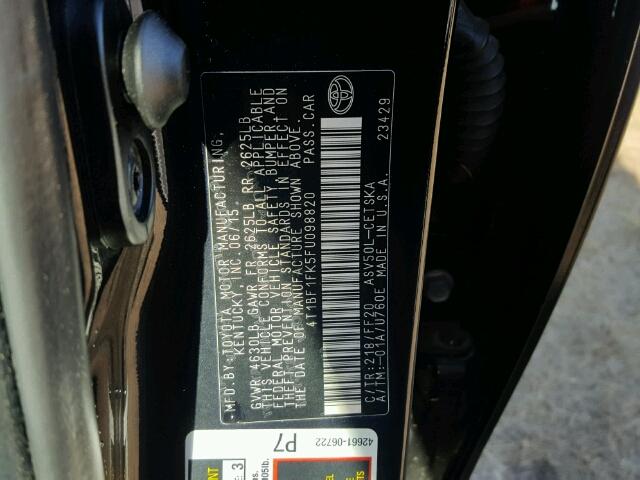 MFD.BY:TOYOTA MOTOR MANUFACTURING,
KENTUCKY, INC. 06/15
GVWR 4630LB GAWR FR 2625LB RR 2625LB
THIS VEHICLE CONFORMS TO ALL APPLICABLE
FEDERAL MOTOR VEHICLE SAFETY BUMPER AND
THEFT PREVENTION STANDARDS IN EFFECT ON
THE DATE OF MANUFACTURE SHOWN ABOVE.
4T1BF1FK5FU098820 PASS.CAR
C/TR:218/FF20 ASV50L-CETSKA
A/TM:-01A/U760E MADE IN U.S.A. 23429
42661-06722
P7
3